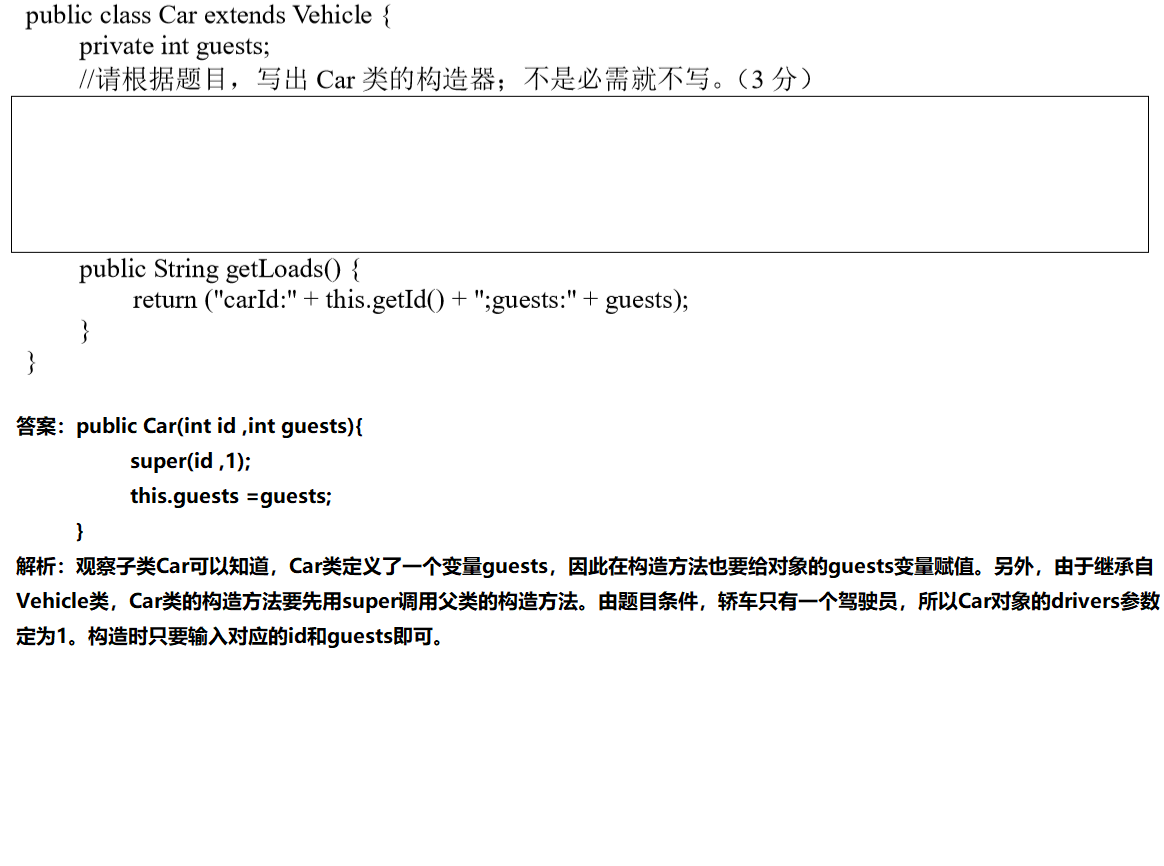 public class Car extends Vehicle {
private int guests;
//请根据题目，写出 Car 类的构造器；不是必需就不写。（3 分）
public String getLoads() {
return ("carId:" + this.getId() + ";guests:" + guests);
}
}
答案：public Car(int id ,int guests){
super(id ,1);
this.guests =guests;
}
解析：观察子类Car可以知道，Car类定义了一个变量guests，因此在构造方法也要给对象的guests变量赋值。另外，由于继承自
Vehicle类，Car类的构造方法要先用super调用父类的构造方法。由题目条件，轿车只有一个驾驶员，所以Car对象的drivers参数
定为1。构造时只要输入对应的id和guests即可。